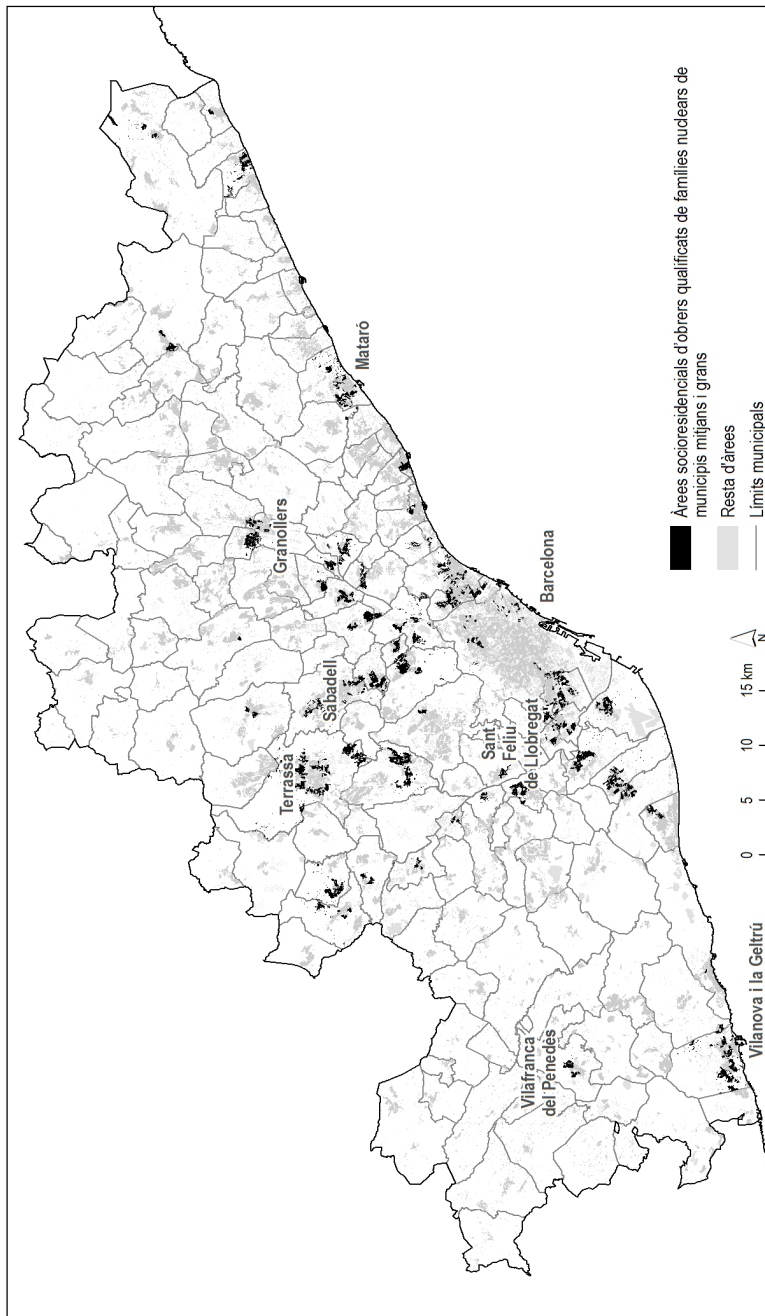 Granollers
Mataró
Terrassa
Sabadell
Sant
Feliu
de Llobregat
Barcelona
Vilafranca
del Penedès
Vilanova i la Geltrú
0 5 10 15 km
N
Àrees socioresidencials d'obrers qualificats de famílies nuclears de
municipis mitjans i grans
Resta d'àrees
Límits municipals